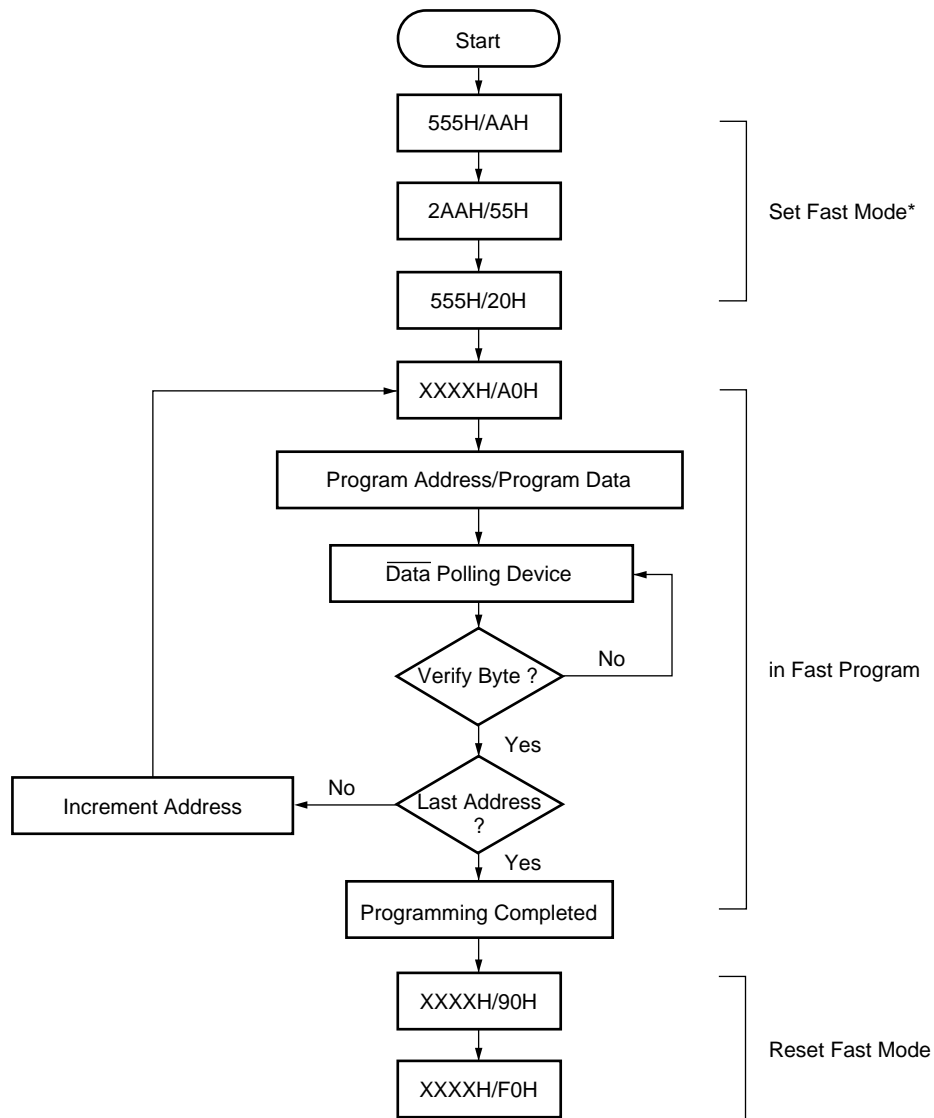 Start
555H/AAH
2AAH/55H
Set Fast Mode*
555H/20H
XXXXH/A0H
Program Address/Program Data
Data Polling Device
Verify Byte ?
No
in Fast Program
Yes
Increment Address
No
Last Address
?
Yes
Programming Completed
XXXXH/90H
Reset Fast Mode
XXXXH/F0H